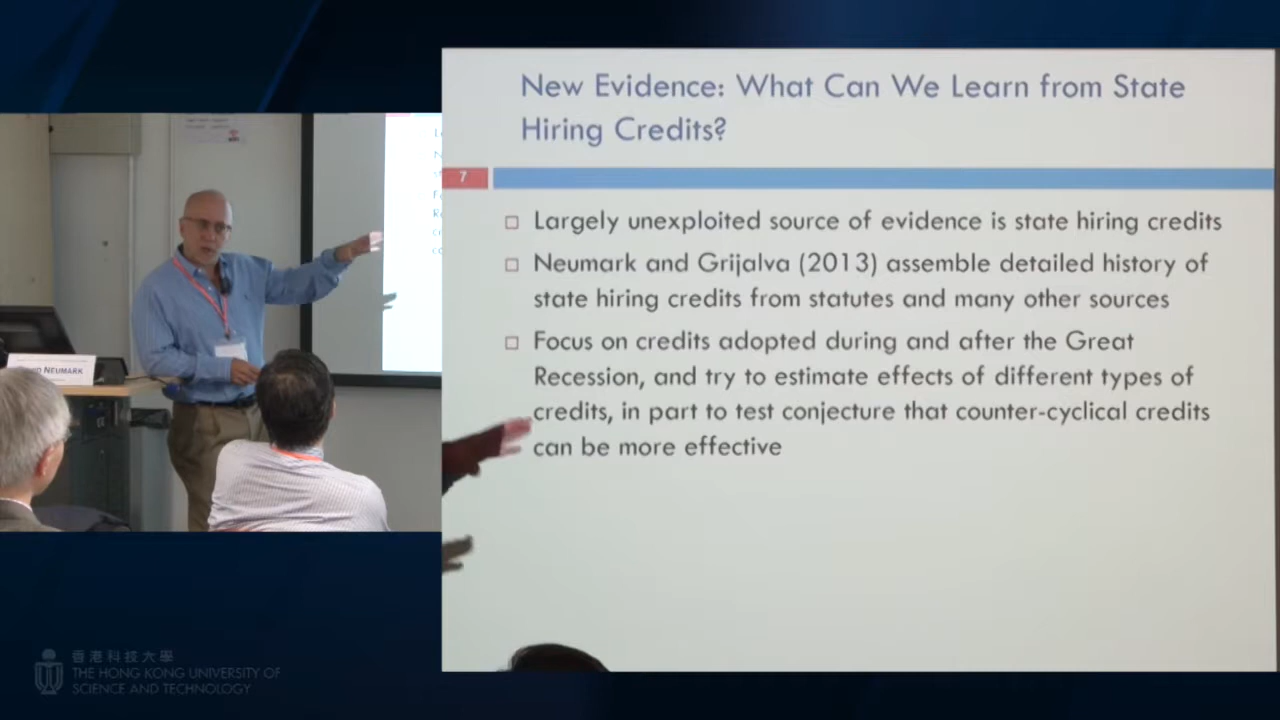 New Evidence: What Can We Learn from State
Hiring Credits?
7
Largely unexploited source of evidence is state hiring credits
Neumark and Grijalva (2013) assemble detailed history of
state hiring credits from statutes and many other sources
Focus on credits adopted during and after the Great
Recession, and try to estimate effects of different types of
credits, in part to test conjecture that counter-cyclical credits
can be more effective
NEUMARK
香港科技大學
THE HONG KONG UNIVERSITY OF
SCIENCE AND TECHNOLOGY